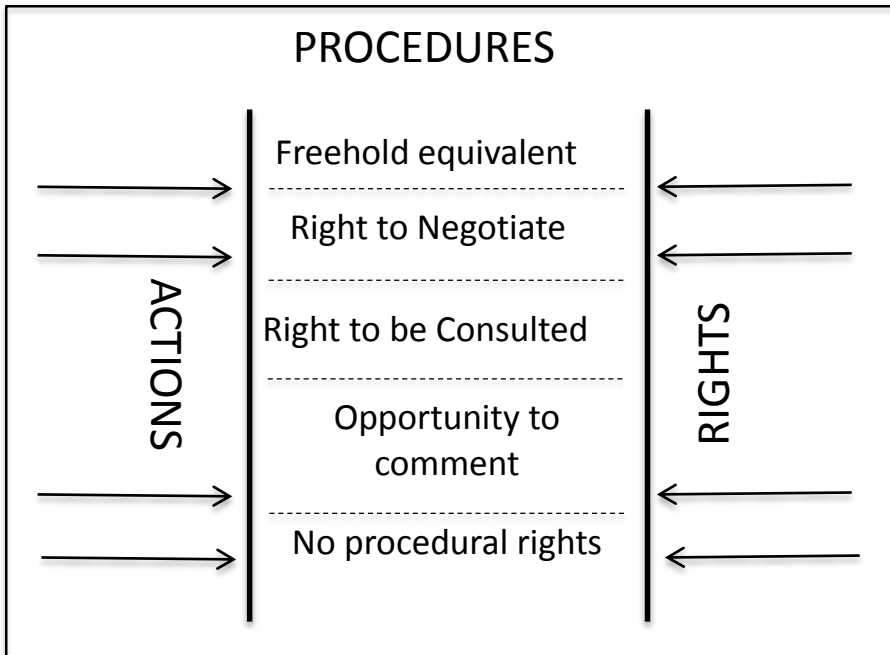 PROCEDURES
Freehold equivalent
Right to Negotiate
ACTIONS
Right to be Consulted
RIGHTS
Opportunity to
comment
No procedural rights